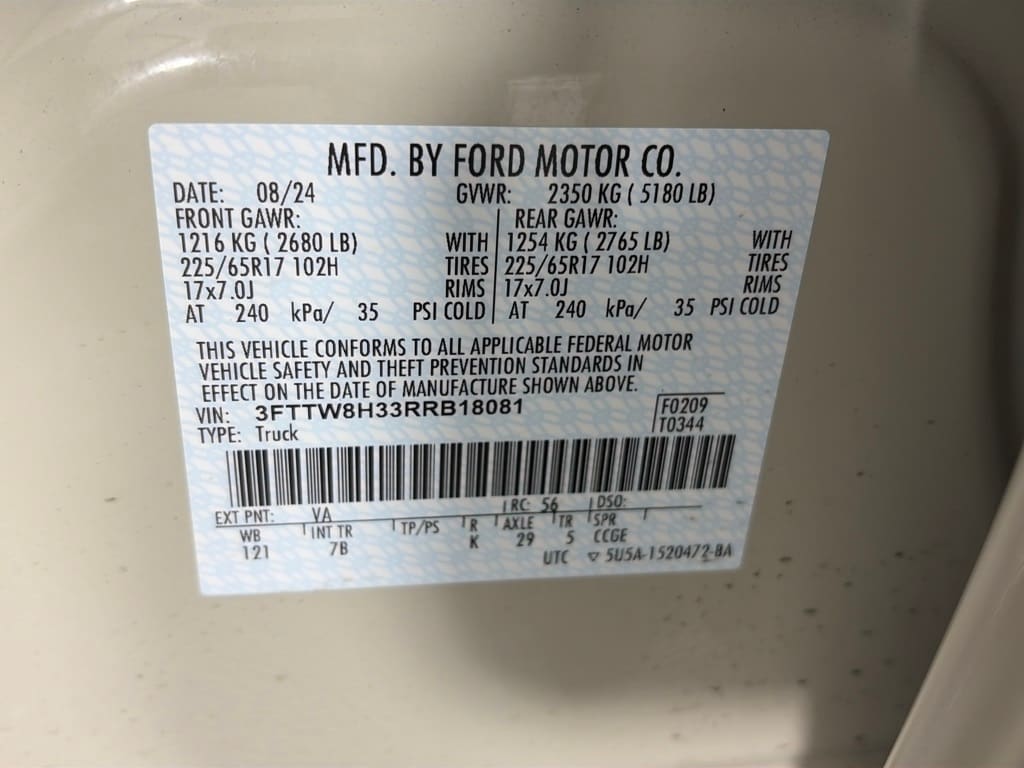 MFD. BY FORD MOTOR CO.
DATE: 08/24 GVWR: 2350 KG ( 5180 LB)
FRONT GAWR: REAR GAWR:
1216 KG ( 2680 LB) WITH 1254 KG ( 2765 LB) WITH
225/65R17 102H TIRES 225/65R17 102H TIRES
17x7.0J RIMS 17x7.0J RIMS
AT 240 kPa/ 35 PSI COLD AT 240 kPa/ 35 PSI COLD
THIS VEHICLE CONFORMS TO ALL APPLICABLE FEDERAL MOTOR
VEHICLE SAFETY AND THEFT PREVENTION STANDARDS IN
EFFECT ON THE DATE OF MANUFACTURE SHOWN ABOVE.
VIN: 3FTTW8H33RRB18081 F0209
TYPE: Truck T0344
EXT PNT: VA RC: 56 DSO:
WB INT TR TP/PS R AXLE TR SPR
121 7B K 29 5 CCGE
UTC ▽ 5U5A-1520472-BA